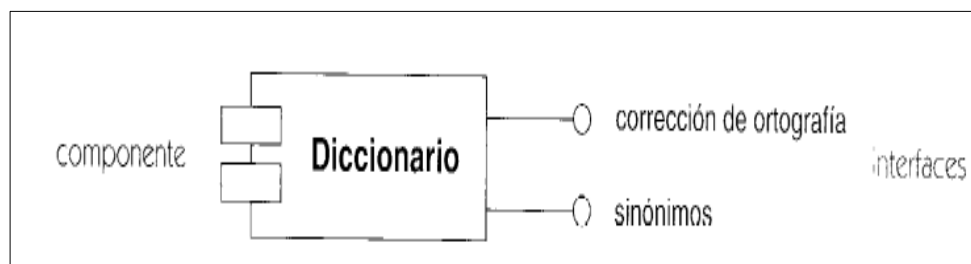 corrección de ortografía
componente
Diccionario
interfaces
sinónimos